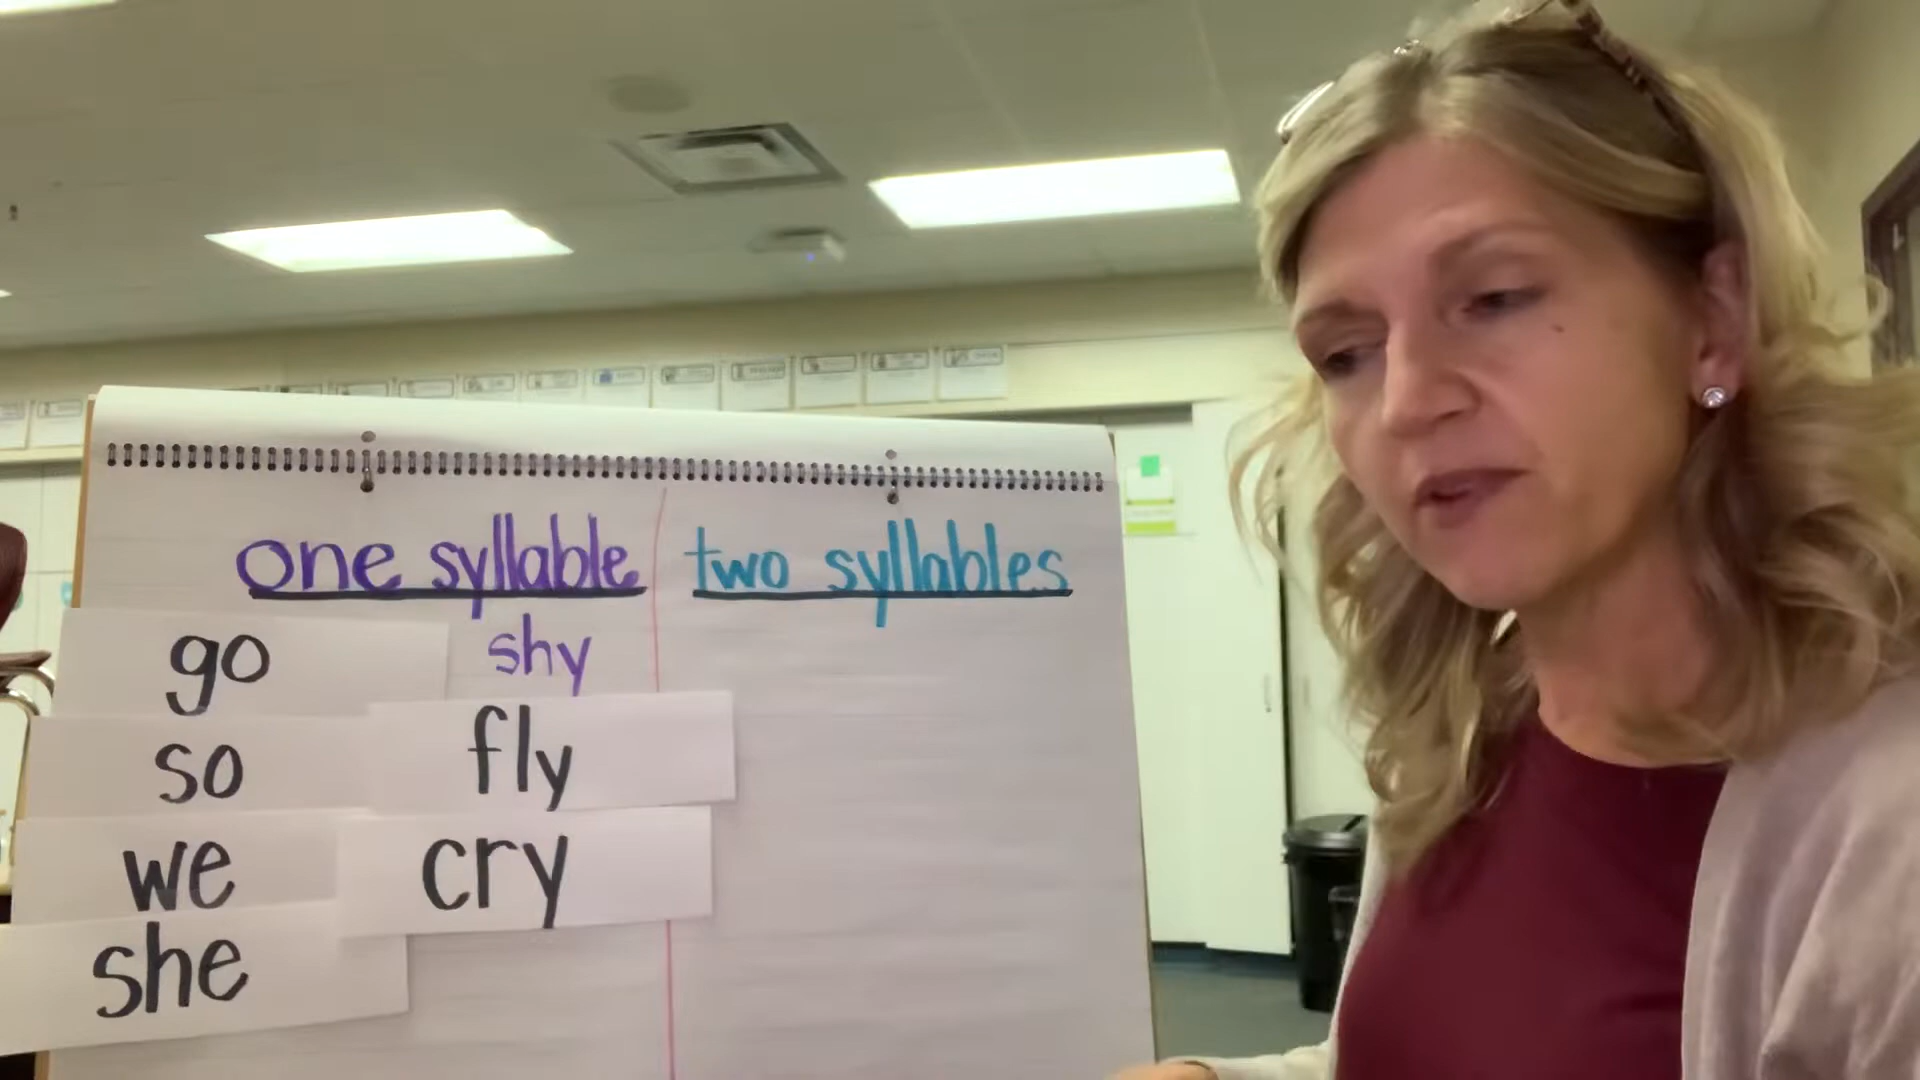 one syllable two syllables
go shy
so fly
we cry
she